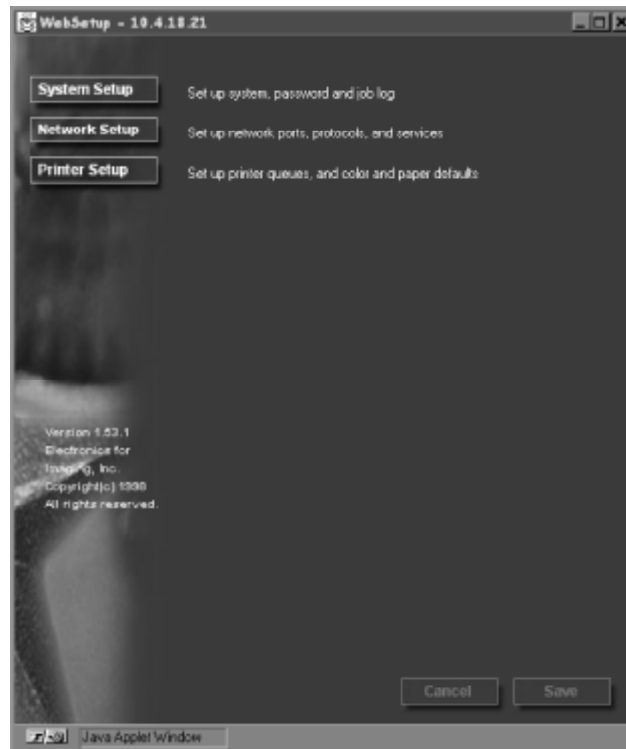 WebSetup - 10.4.18.21
System Setup
Set up system, password and job log
Network Setup
Set up network ports, protocols, and services
Printer Setup
Set up printer queues, and color and paper defaults
Version 1.53.1
Electronics for
Imaging, Inc.
Copyright(c) 1998
All rights reserved.
Cancel
Save
Java Applet Window